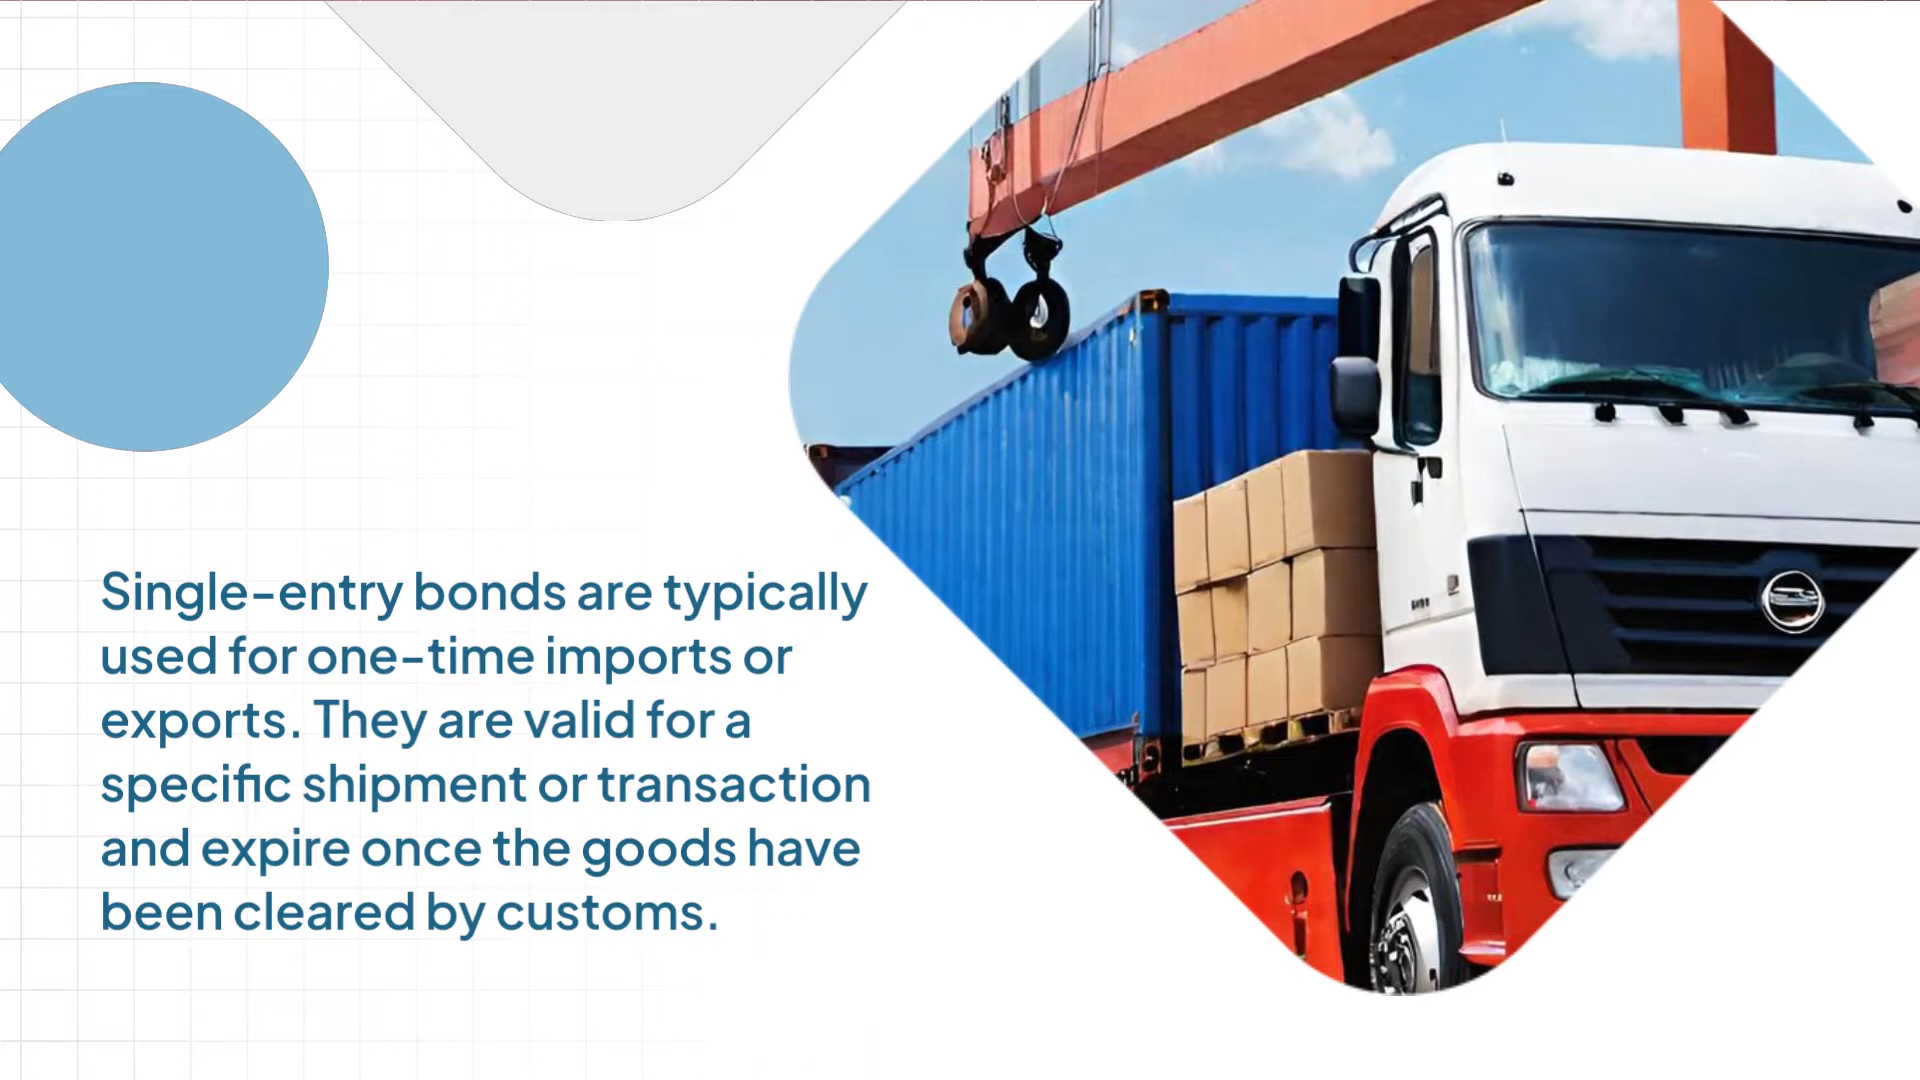 Single-entry bonds are typically
used for one-time imports or
exports. They are valid for a
specific shipment or transaction
and expire once the goods have
been cleared by customs.